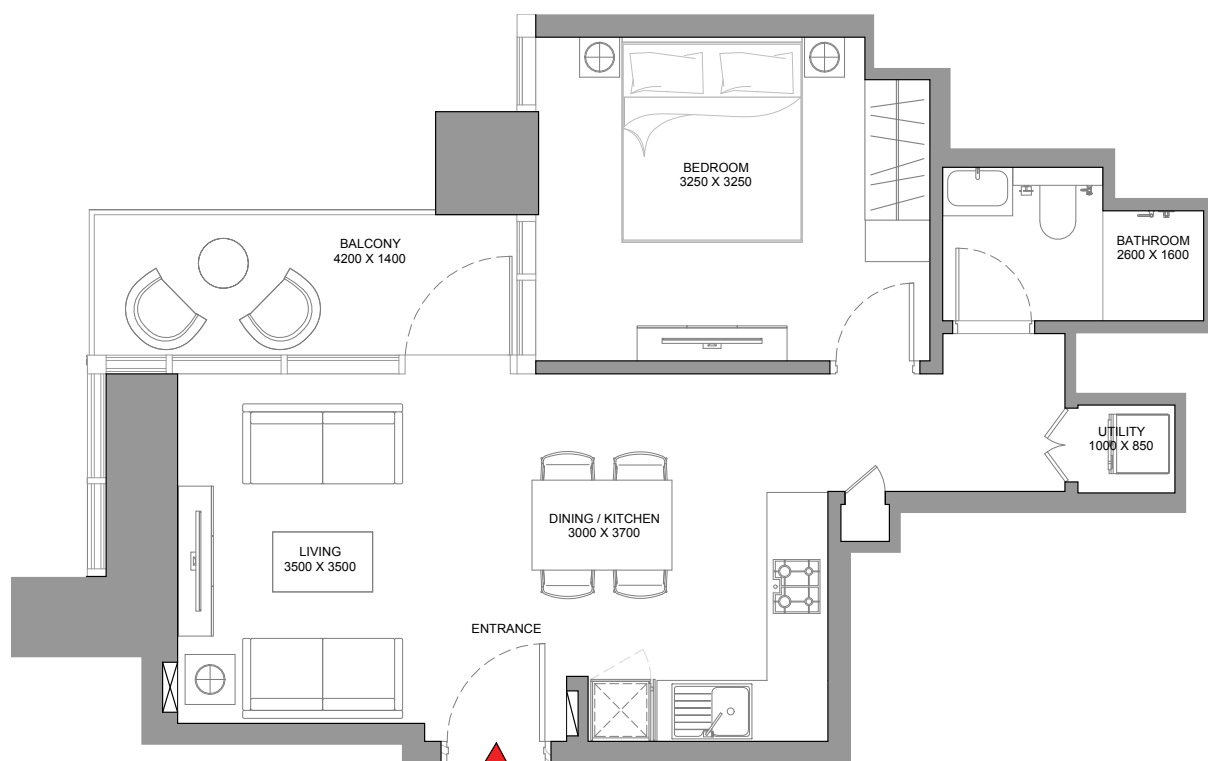 BEDROOM
3250 X 3250
BALCONY
4200 X 1400
BATHROOM
2600 X 1600
UTILITY
1000 X 850
DINING / KITCHEN
3000 X 3700
LIVING
3500 X 3500
ENTRANCE